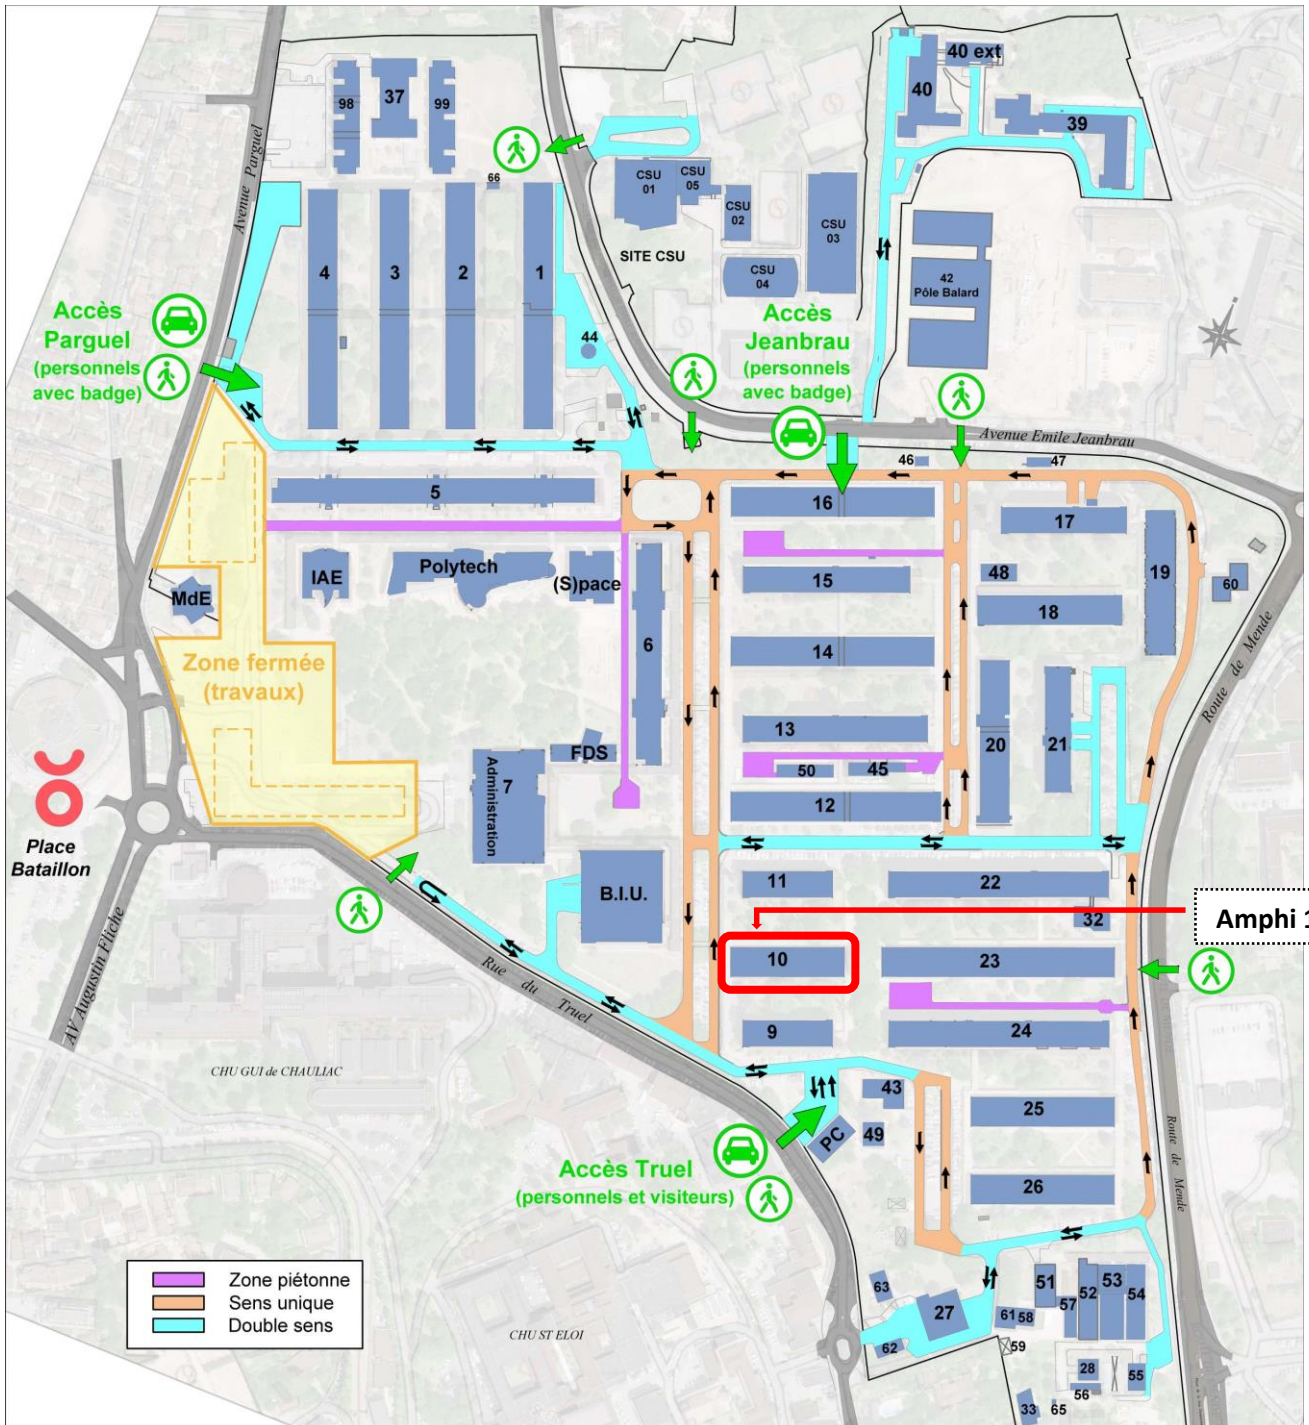 40 ext
40
37
98
99
39
Avenue Parguel
66
CSU
01
CSU
05
CSU
02
CSU
03
SITE CSU
CSU
04
4
3
2
1
42
Pôle Balard
Accès
Parguel
(personnels
avec badge)
Accès
Jeanbrau
(personnels
avec badge)
44
Avenue Emile Jeanbrau
46
47
5
16
17
IAE
Polytech
(S)pace
MdE
15
48
19
60
18
6
14
Zone fermée
(travaux)
Route de Mende
13
20
21
FDS
50
45
7
Administration
12
Place
Bataillon
11
22
B.I.U.
32
Amphi 1
10
23
AV Augustin Fliche
Rue du Truel
9
24
CHU GUI de CHAULIAC
43
25
PC
49
Route de Mende
Accès Truel
(personnels et visiteurs)
26
Zone piétonne
Sens unique
Double sens
63
27
51
52
53
54
57
61
58
59
62
CHU ST ELOI
28
55
56
33
65